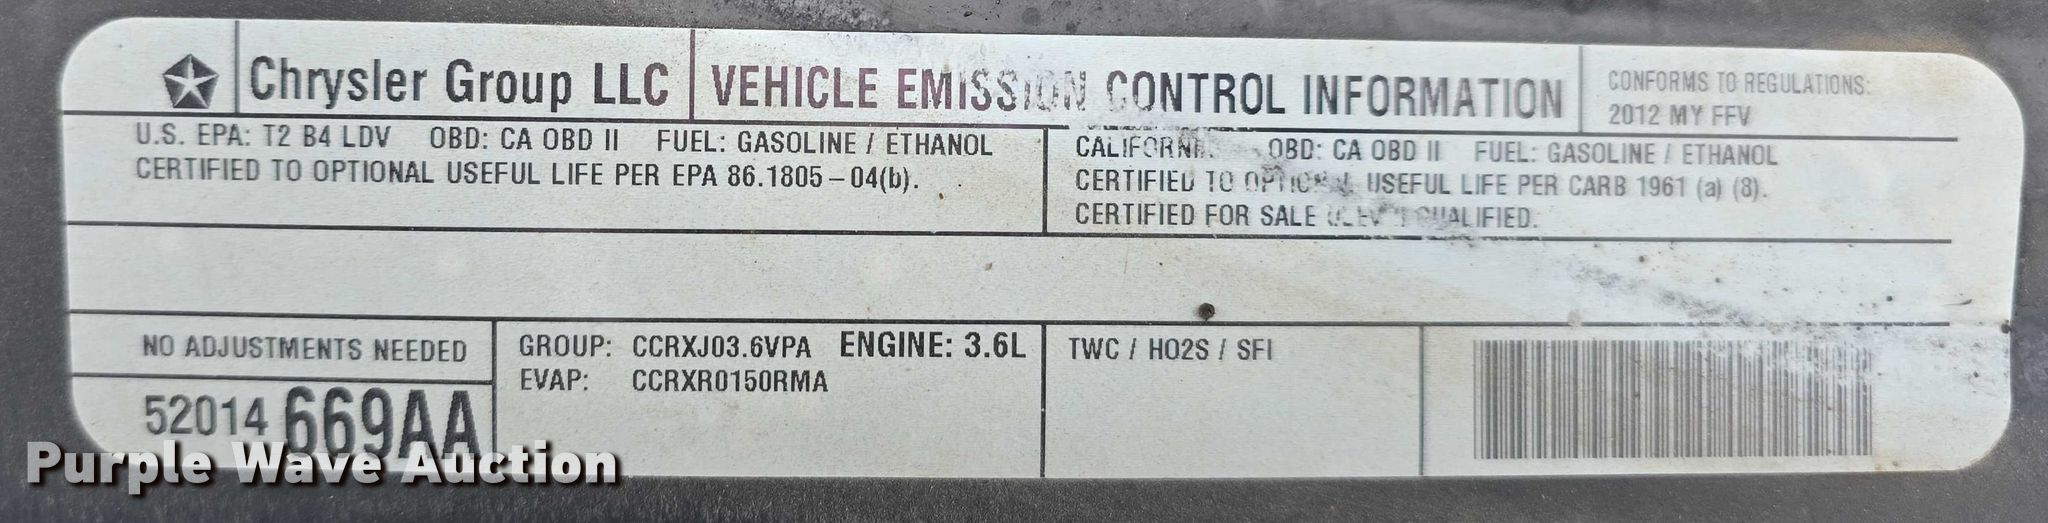 Chrysler Group LLC VEHICLE EMISSION CONTROL INFORMATION
CONFORMS TO REGULATIONS:
2012 MY FFV
U.S. EPA: T2 B4 LDV OBD: CA OBD II FUEL: GASOLINE / ETHANOL
CERTIFIED TO OPTIONAL USEFUL LIFE PER EPA 86.1805-04(b).
OBD: CA OBD II FUEL: GASOLINE / ETHANOL
CERTIFIED TO OPTIONAL USEFUL LIFE PER CARB 1961 (a) (8).
CERTIFIED FOR SALE QUALIFIED.
NO ADJUSTMENTS NEEDED
52014 669AA
GROUP: CCRXJ03.6VPA ENGINE: 3.6L
EVAP: CCRXR0150RMA
TWC / HO2S / SFI
Purple Wave Auction